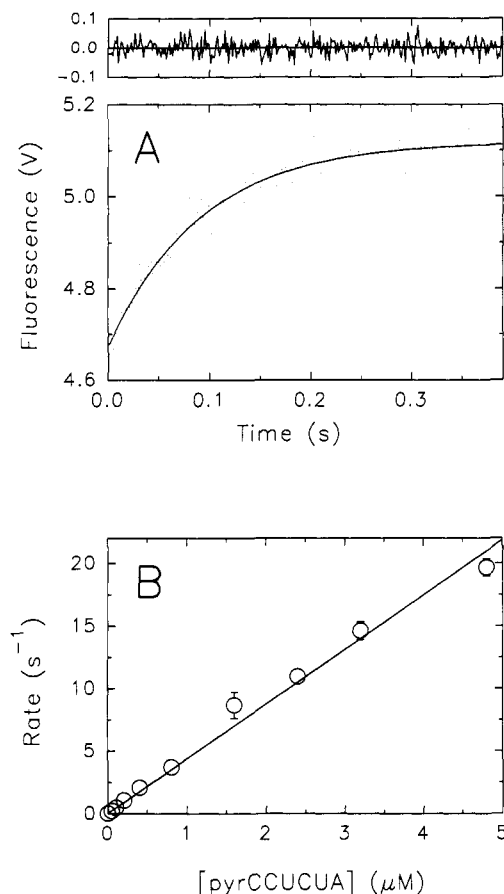 0.1
0.0
−0.1
5.2
A
5.0
4.8
4.6
Fluorescence (V)
0.0 0.1 0.2 0.3
Time (s)
20
B
15
10
5
0
Rate (s⁻¹)
0 1 2 3 4 5
[pyrCCUCUA] (μM)